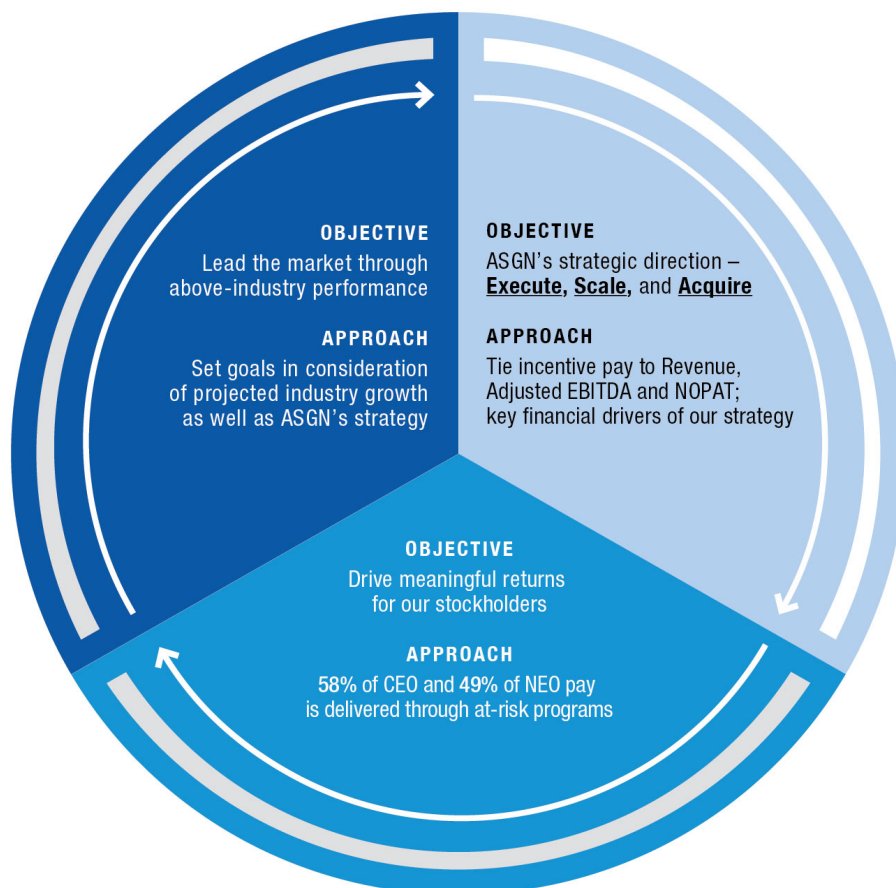 OBJECTIVE
Lead the market through
above-industry performance
APPROACH
Set goals in consideration
of projected industry growth
as well as ASGN’s strategy
OBJECTIVE
ASGN’s strategic direction –
Execute, Scale, and Acquire
APPROACH
Tie incentive pay to Revenue,
Adjusted EBITDA and NOPAT;
key financial drivers of our strategy
OBJECTIVE
Drive meaningful returns
for our stockholders
APPROACH
58% of CEO and 49% of NEO pay
is delivered through at-risk programs